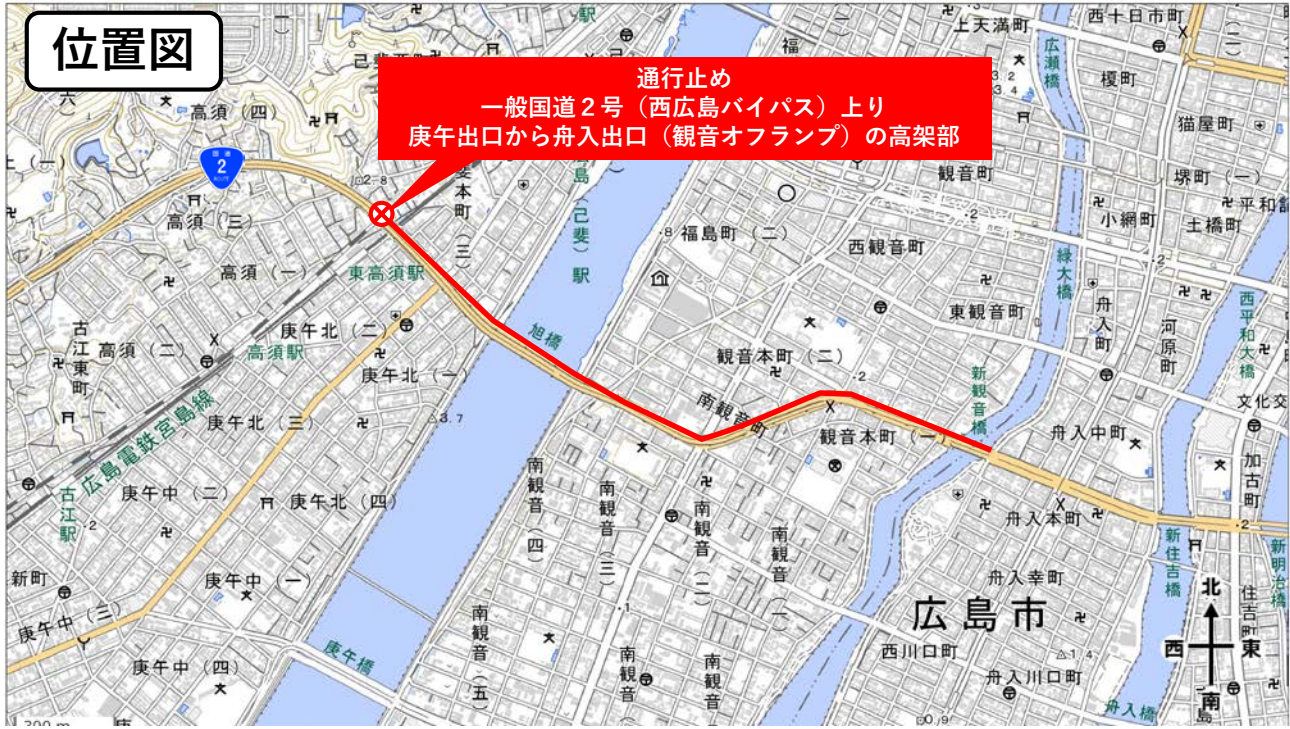 位置図
通行止め
一般国道２号（西広島バイパス）上り
庚午出口から舟入出口（観音オフランプ）の高架部
国道
2
ROUTE
駅
上天満町
西十日市町
広瀬橋
榎町
猫屋町
堺町（一）
観音町
小網町
土橋町
高須（四）
高須（三）
高須（一）
高須（二）
東高須駅
高須駅
古江東町
庚午北（二）
庚午北（一）
庚午北（三）
庚午北（四）
広島電鉄宮島線
古江駅
庚午中（二）
庚午中（一）
庚午中（三）
庚午中（四）
新町
旭橋
庚午橋
福島町（二）
西観音町
東観音町
緑大橋
舟入町
河原町
西平和大橋
観音本町（二）
観音本町（一）
南観音町
新観音橋
舟入中町
加古町
南観音（四）
南観音（三）
南観音（二）
南観音（一）
南観音（五）
舟入本町
舟入幸町
新住吉橋
新明治橋
住吉町
広島市
西川口町
舟入川口町
舟入橋
3.7
北
西
東
南
300 m